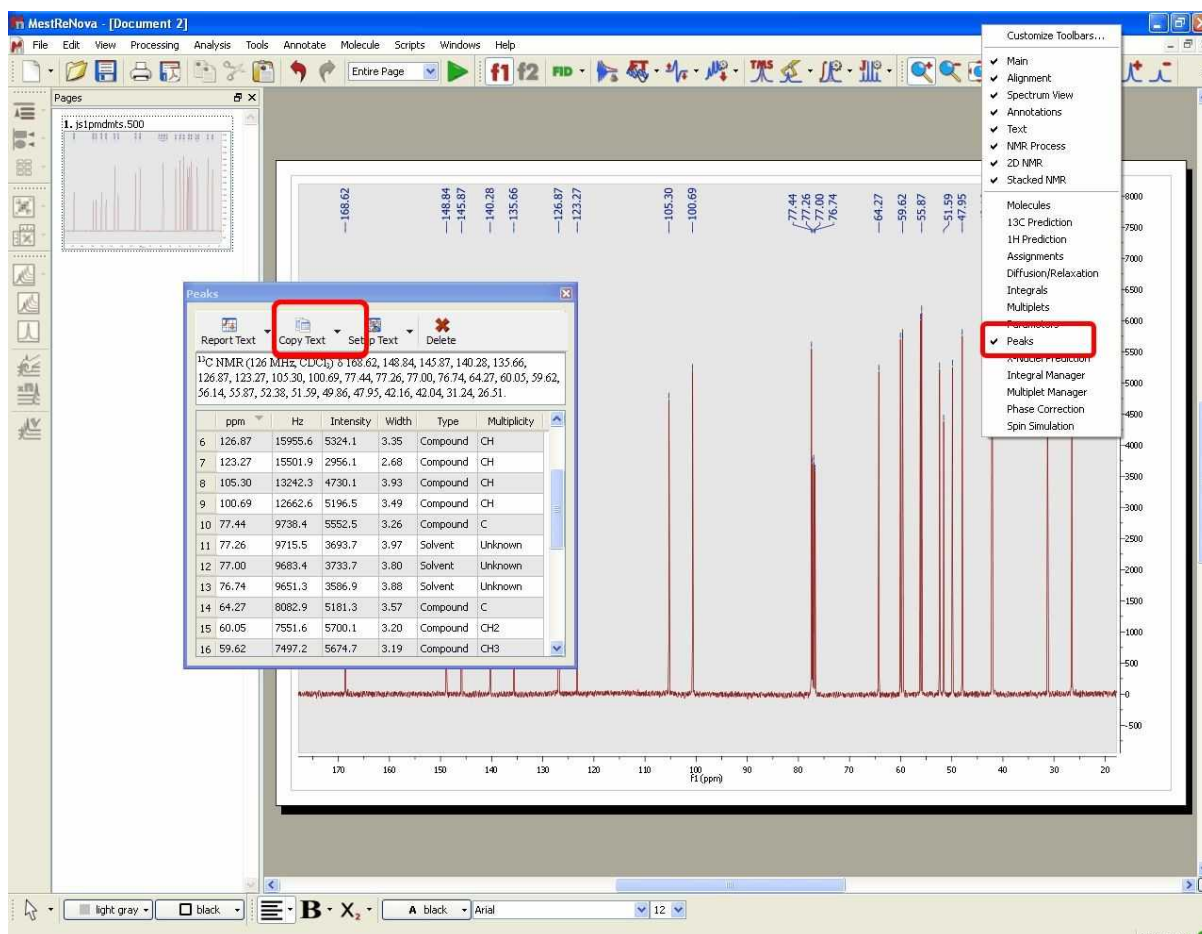 MestReNova - [Document 2]
File Edit View Processing Analysis Tools Annotate Molecule Scripts Windows Help
Entire Page
f1 f2 FID TMS
Pages
1. js1pmdmts.500
Customize Toolbars...
Main
Alignment
Spectrum View
Annotations
Text
NMR Process
2D NMR
Stacked NMR
Molecules
13C Prediction
1H Prediction
Assignments
Diffusion/Relaxation
Integrals
Multiplets
Parameters
Peaks
X-Nuclei Prediction
Integral Manager
Multiplet Manager
Phase Correction
Spin Simulation
168.62 148.84 145.87 140.28 135.66 126.87 123.27 105.30 100.69 77.44 77.26 77.00 76.74 64.27 59.62 55.87 51.59 47.95
8000
7500
7000
6500
6000
5500
5000
4500
4000
3500
3000
2500
2000
1500
1000
500
0
-500
170 160 150 140 130 120 110 100 90 80 70 60 50 40 30 20
f1 (ppm)
Peaks
Report Text Copy Text Setup Text Delete
¹³C NMR (126 MHz, CDCl₃) δ 168.62, 148.84, 145.87, 140.28, 135.66,
126.87, 123.27, 105.30, 100.69, 77.44, 77.26, 77.00, 76.74, 64.27, 60.05, 59.62,
56.14, 55.87, 52.38, 51.59, 49.86, 47.95, 42.16, 42.04, 31.24, 26.51.
ppm Hz Intensity Width Type Multiplicity
6 126.87 15955.6 5324.1 3.35 Compound CH
7 123.27 15501.9 2956.1 2.68 Compound CH
8 105.30 13242.3 4730.1 3.93 Compound CH
9 100.69 12662.6 5196.5 3.49 Compound CH
10 77.44 9738.4 5552.5 3.26 Compound C
11 77.26 9715.5 3693.7 3.97 Solvent Unknown
12 77.00 9683.4 3733.7 3.80 Solvent Unknown
13 76.74 9651.3 3586.9 3.88 Solvent Unknown
14 64.27 8082.9 5181.3 3.57 Compound C
15 60.05 7551.6 5700.1 3.20 Compound CH2
16 59.62 7497.2 5674.7 3.19 Compound CH3
light gray black B X₂ A black Arial 12